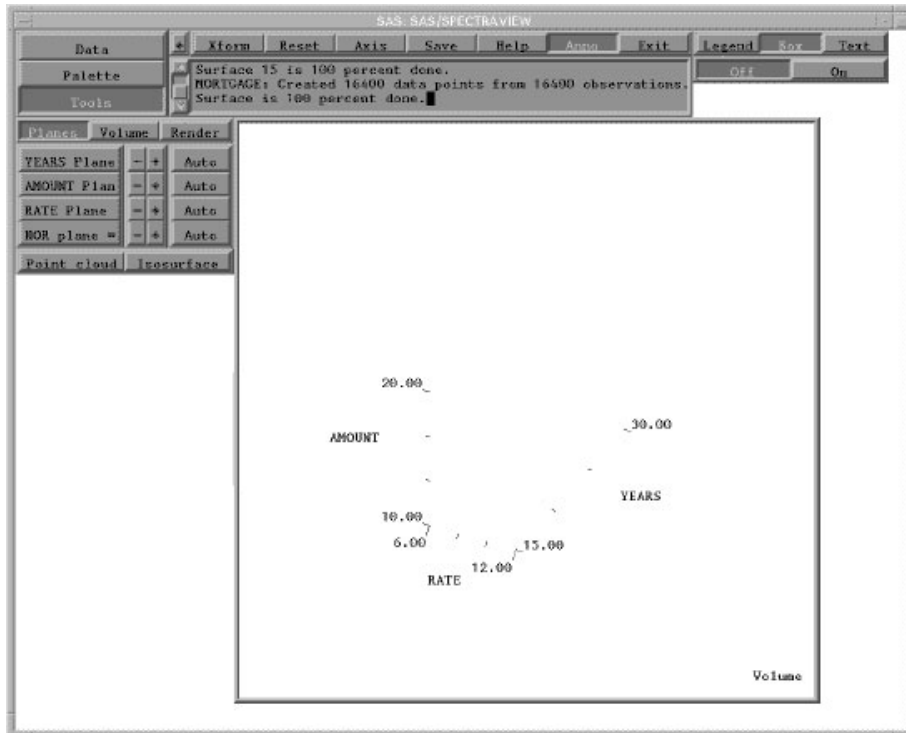 SAS: SAS/SPECTRAVIEW
Data
Palette
Tools
Xform Reset Axis Save Help Anno Exit
Legend Box Text
Off On
Surface 15 is 100 percent done.
MORTGAGE: Created 16400 data points from 16400 observations.
Surface is 100 percent done.
Planes Volume Render
YEARS Plane - + Auto
AMOUNT Plan - + Auto
RATE Plane - + Auto
NOR plane = - + Auto
Point cloud Isosurface
20.00
30.00
AMOUNT
YEARS
10.00
6.00
15.00
12.00
RATE
Volume